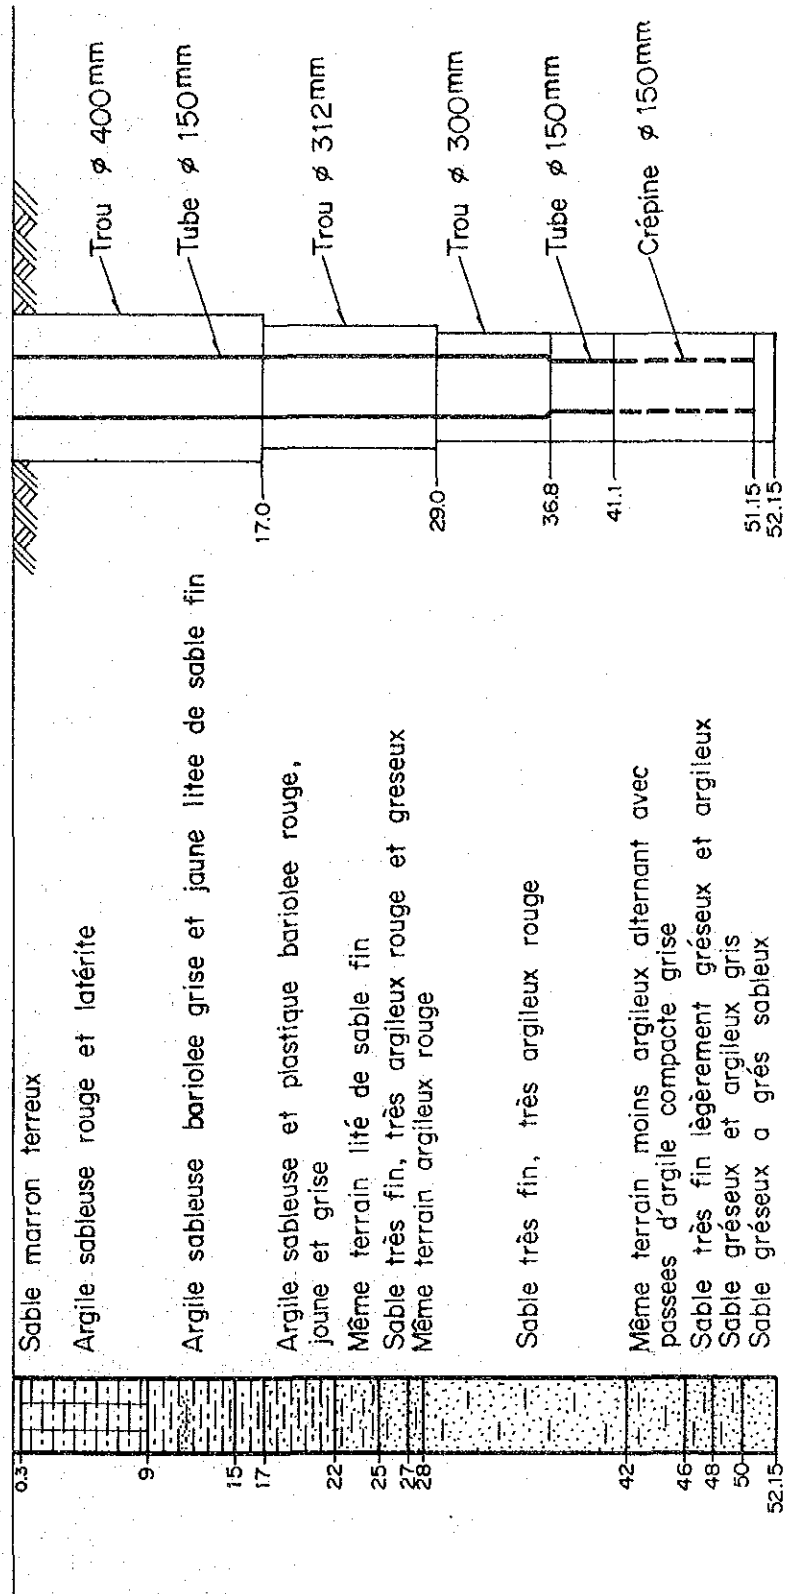 0.3
9
15
17
22
25
27
28
42
46
48
50
52.15
Sable marron terreux
Argile sableuse rouge et latérite
Argile sableuse bariolee grise et jaune litee de sable fin
Argile sableuse et plastique bariolee rouge,
joune et grise
Même terrain lité de sable fin
Sable très fin, très argileux rouge et greseux
Même terrain argileux rouge
Sable très fin, très argileux rouge
Même terrain moins argileux alternant avec
passées d'argile compacte grise
Sable très fin lègèrement gréseux et argileux
Sable gréseux et argileux gris
Sable gréseux a grés sableux
17.0
29.0
36.8
41.1
51.15
52.15
Trou ø 400mm
Tube ø 150mm
Trou ø 312mm
Trou ø 300mm
Tube ø 150mm
Crépine ø 150mm